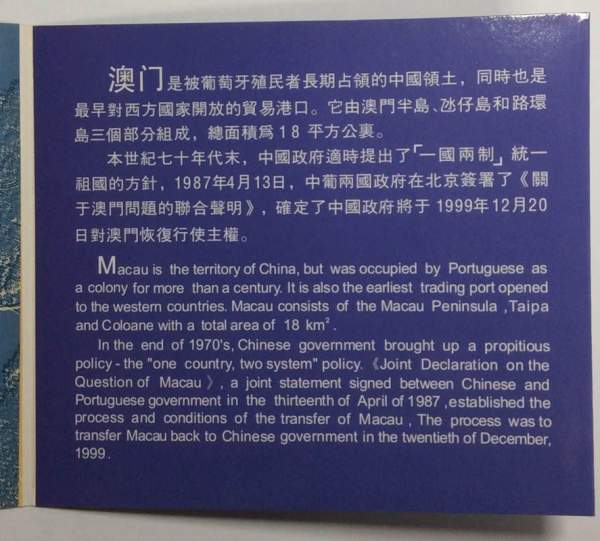 澳门是被葡萄牙殖民者長期占領的中國領土，同時也是
最早對西方國家開放的貿易港口。它由澳門半島、氹仔島和路環
島三個部分組成，總面積爲18平方公裏。
本世紀七十年代末，中國政府適時提出了「一國兩制」統一
祖國的方針，1987年4月13日，中葡兩國政府在北京簽署了《關
于澳門問題的聯合聲明》，確定了中國政府將于1999年12月20
日對澳門恢復行使主權。
Macau is the territory of China, but was occupied by Portuguese as
a colony for more than a century. It is also the earliest trading port opened
to the western countries. Macau consists of the Macau Peninsula ,Taipa
and Coloane with a total area of 18 km².
In the end of 1970's, Chinese government brought up a propitious
policy - the "one country, two system" policy.《Joint Declaration on the
Question of Macau》, a joint statement signed between Chinese and
Portuguese government in the thirteenth of April of 1987 ,established the
process and conditions of the transfer of Macau , The process was to
transfer Macau back to Chinese government in the twentieth of December,
1999.